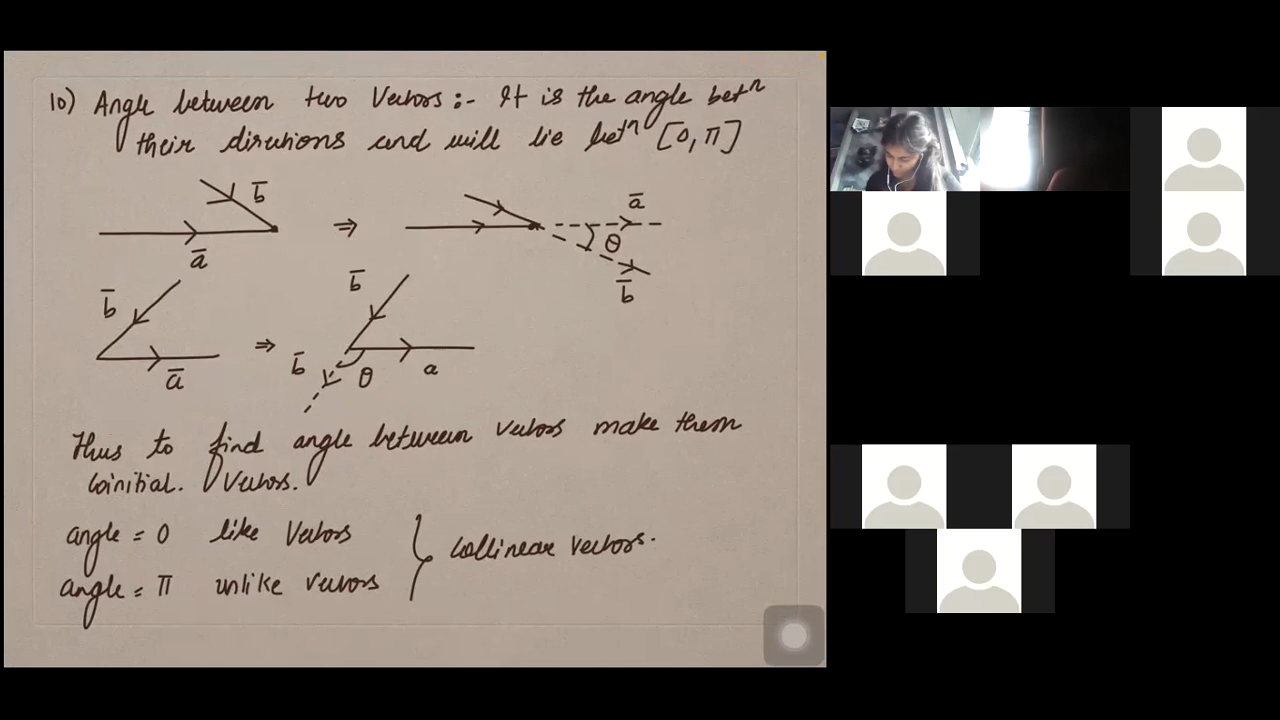 10) Angle between two Vectors :- It is the angle betⁿ
their directions and will lie betⁿ [0, π]
b̄
ā
⇒
ā
θ
b̄
b̄
ā
⇒
b̄
b̄
θ
a
Thus to find angle between vectors make them
coinitial. Vectors.
angle = 0 like Vectors
angle = π unlike vectors
} collinear vectors.